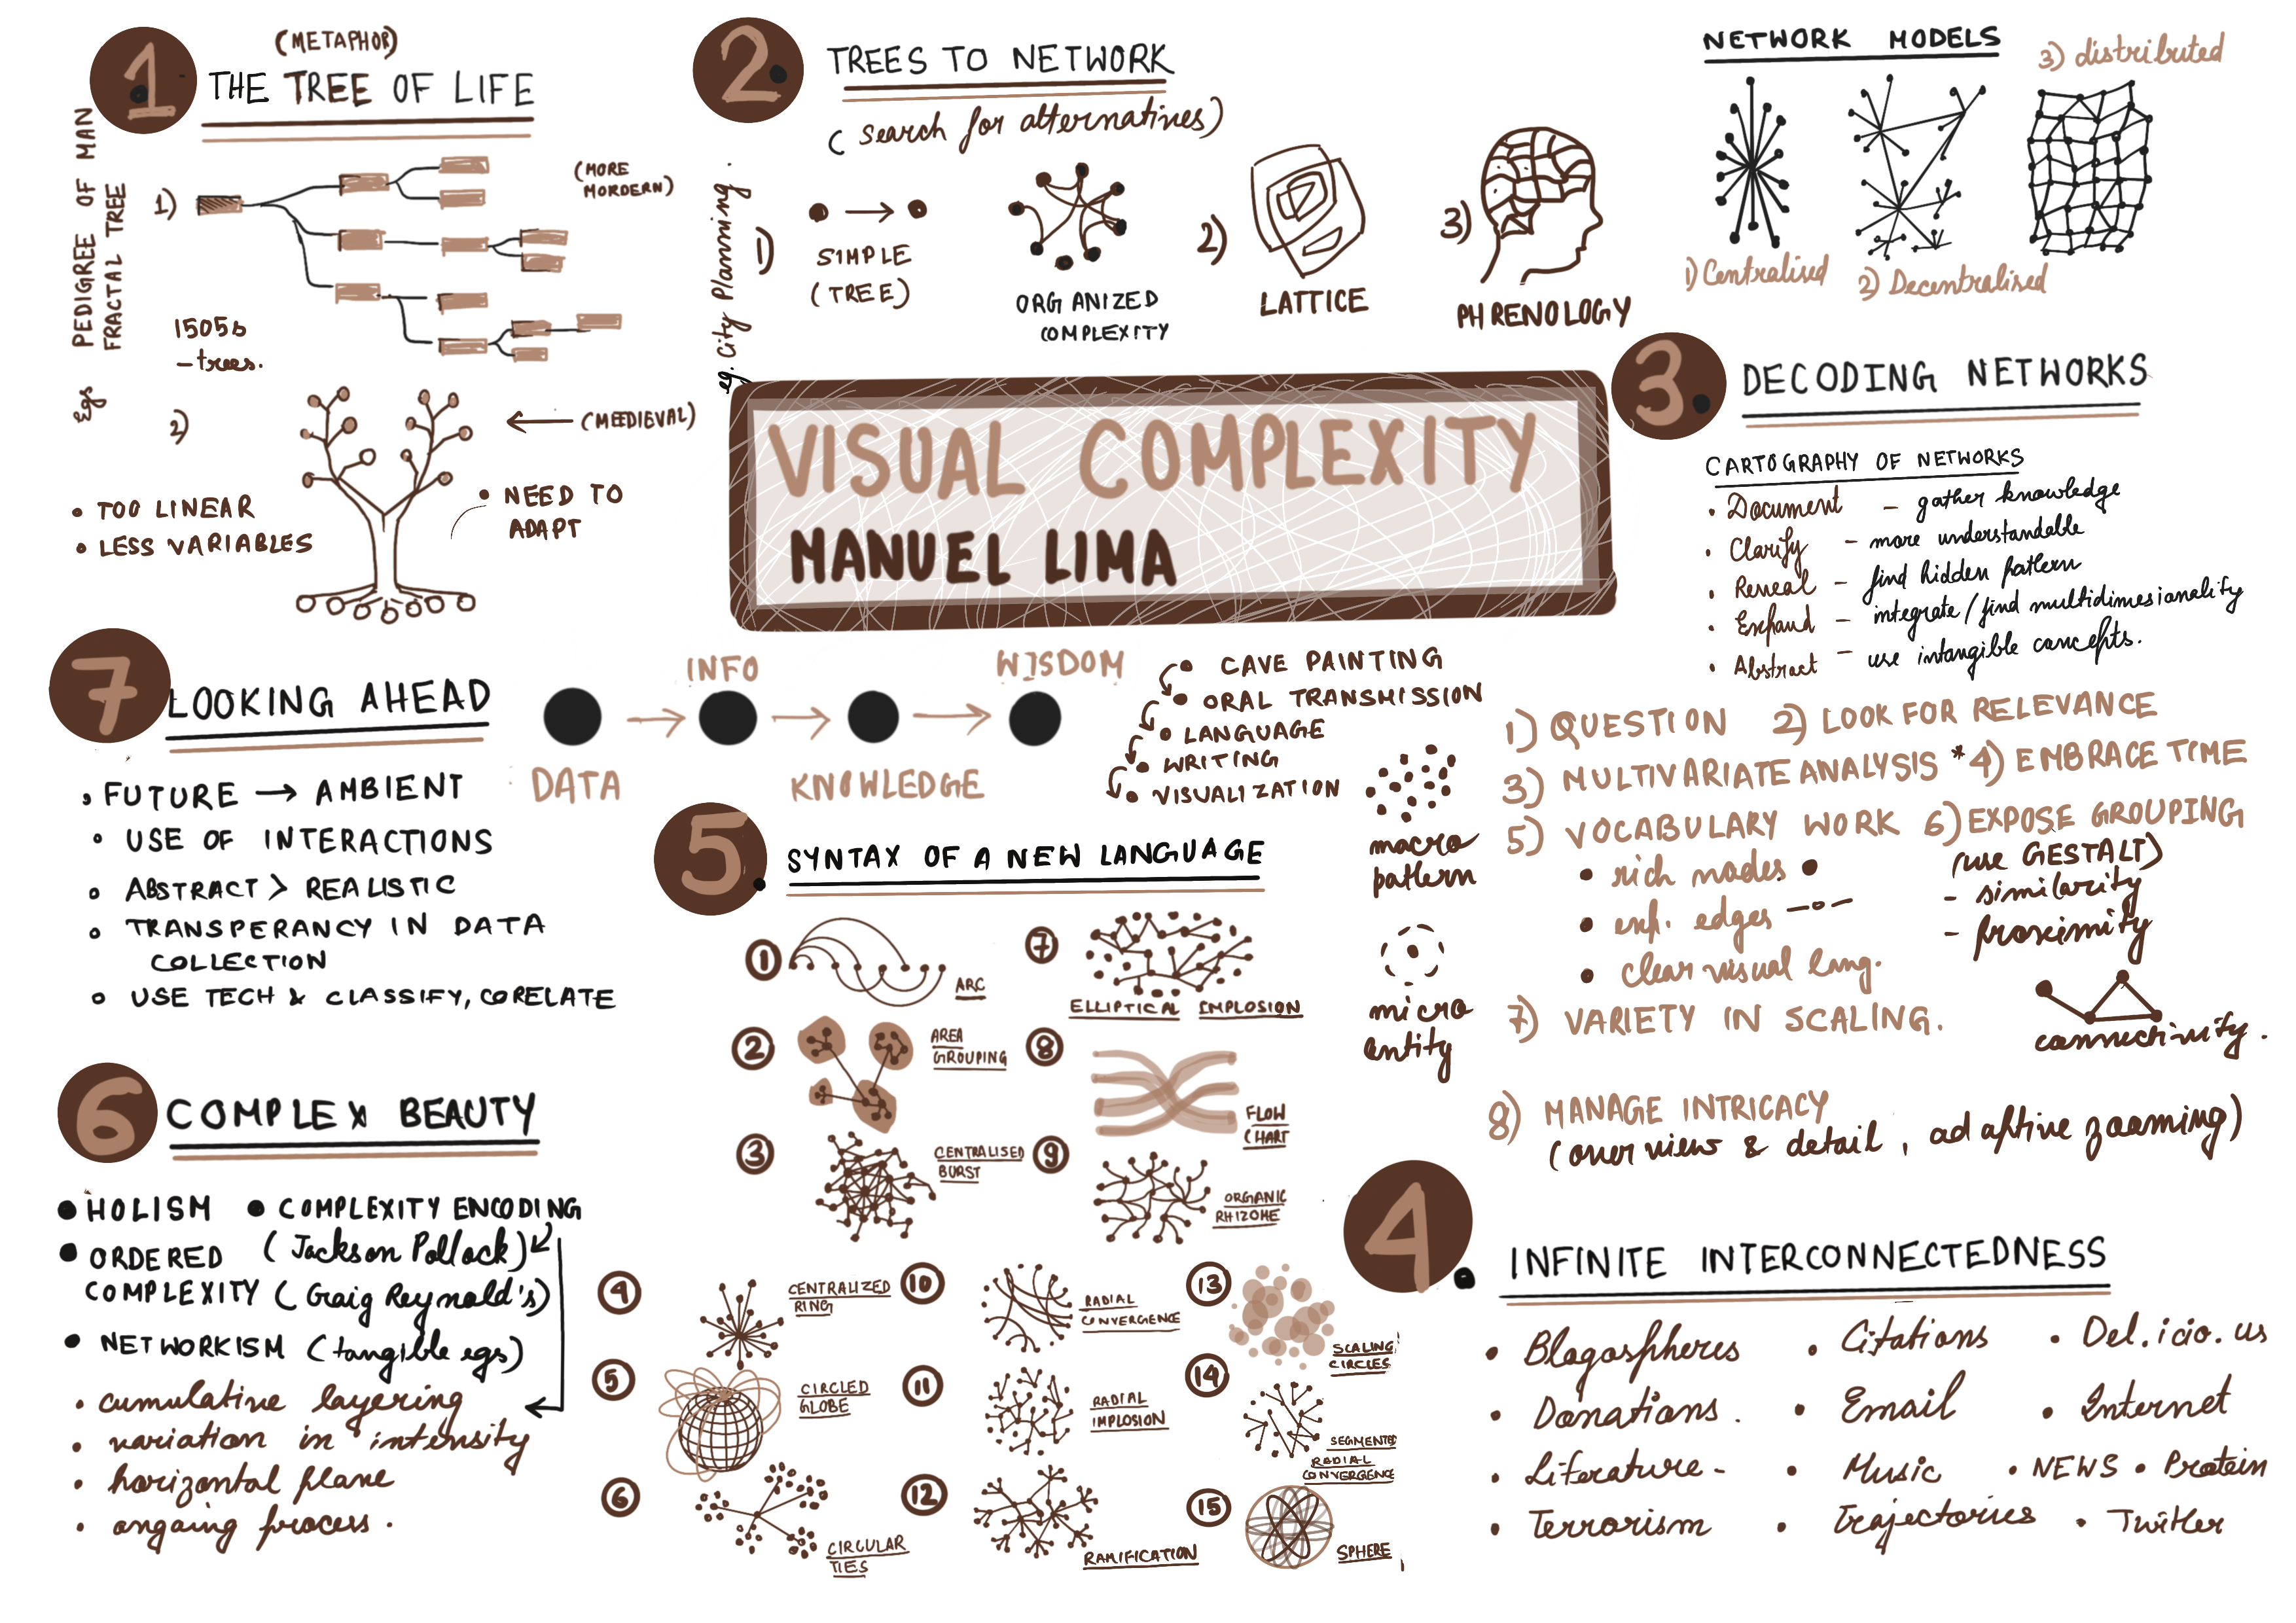 1.
(METAPHOR)
THE TREE OF LIFE
PEDIGREE OF MAN
FRACTAL TREE
Egs
1)
(MORE
MORDERN)
1505b
- trees.
2)
← (MEEDIEVAL)
• TOO LINEAR
• LESS VARIABLES
• NEED TO
ADAPT
2.
TREES TO NETWORK
( search for alternatives)
eg. City Planning.
1)
SIMPLE
(TREE)
ORGANIZED
COMPLEXITY
2)
LATTICE
3)
PHRENOLOGY
NETWORK MODELS
1) Centralised
2) Decentralised
3) distributed
VISUAL COMPLEXITY
MANUEL LIMA
3.
DECODING NETWORKS
CARTOGRAPHY OF NETWORKS
• Document - gather knowledge
• Clarify - more understandable
• Reveal - find hidden pattern
• Expand - integrate/find multidimesionality
• Abstract - use intangible concepts.
1) QUESTION 2) LOOK FOR RELEVANCE
3) MULTIVARIATE ANALYSIS * 4) EMBRACE TIME
5) VOCABULARY WORK 6) EXPOSE GROUPING
• rich nodes
• exp. edges
• clear visual lang.
(use GESTALT)
- similarity
- proximity
connectivity.
7) VARIETY IN SCALING.
8) MANAGE INTRICACY
(overview & detail, adaptive zooming)
macro
pattern
micro
entity
4.
INFINITE INTERCONNECTEDNESS
• Blogospheres • Citations • Del.icio.us
• Donations. • Email • Internet
• Literature - • Music • NEWS • Protein
• Terrorism • Trajectories • Twitter
DATA → INFO → KNOWLEDGE → WISDOM
• CAVE PAINTING
• ORAL TRANSMISSION
• LANGUAGE
• WRITING
• VISUALIZATION
5.
SYNTAX OF A NEW LANGUAGE
1 ARC
2 AREA
GROUPING
3 CENTRALISED
BURST
4 CENTRALIZED
RING
5 CIRCLED
GLOBE
6 CIRCULAR
TIES
7 ELLIPTICAL IMPLOSION
8 FLOW
CHART
9 ORGANIC
RHIZOME
10 RADIAL
CONVERGENCE
11 RADIAL
IMPLOSION
12 RAMIFICATION
13 SCALING
CIRCLES
14 SEGMENTED
RADIAL
CONVERGENCE
15 SPHERE
6
COMPLEX BEAUTY
• HOLISM • COMPLEXITY ENCODING
(Jackson Pollock)
• ORDERED
COMPLEXITY (Graig Reynold's)
• NETWORKISM (tangible egs)
• cumulative layering
• variation in intensity
• horizontal plane
• ongoing process.
7
LOOKING AHEAD
• FUTURE → AMBIENT
• USE OF INTERACTIONS
• ABSTRACT > REALISTIC
• TRANSPERANCY IN DATA
COLLECTION
• USE TECH & CLASSIFY, CORELATE